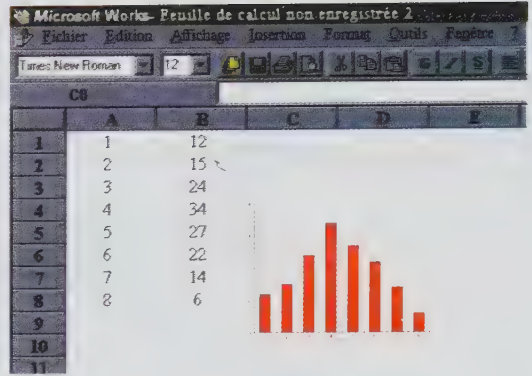 Microsoft Works - Feuille de calcul non enregistrée 2
Fichier Edition Affichage Insertion Format Outils Fenêtre ?
Times New Roman 12 G I S
C8
A B C D E
1 1 12
2 2 15
3 3 24
4 4 34
5 5 27
6 6 22
7 7 14
8 8 6
9
10
11